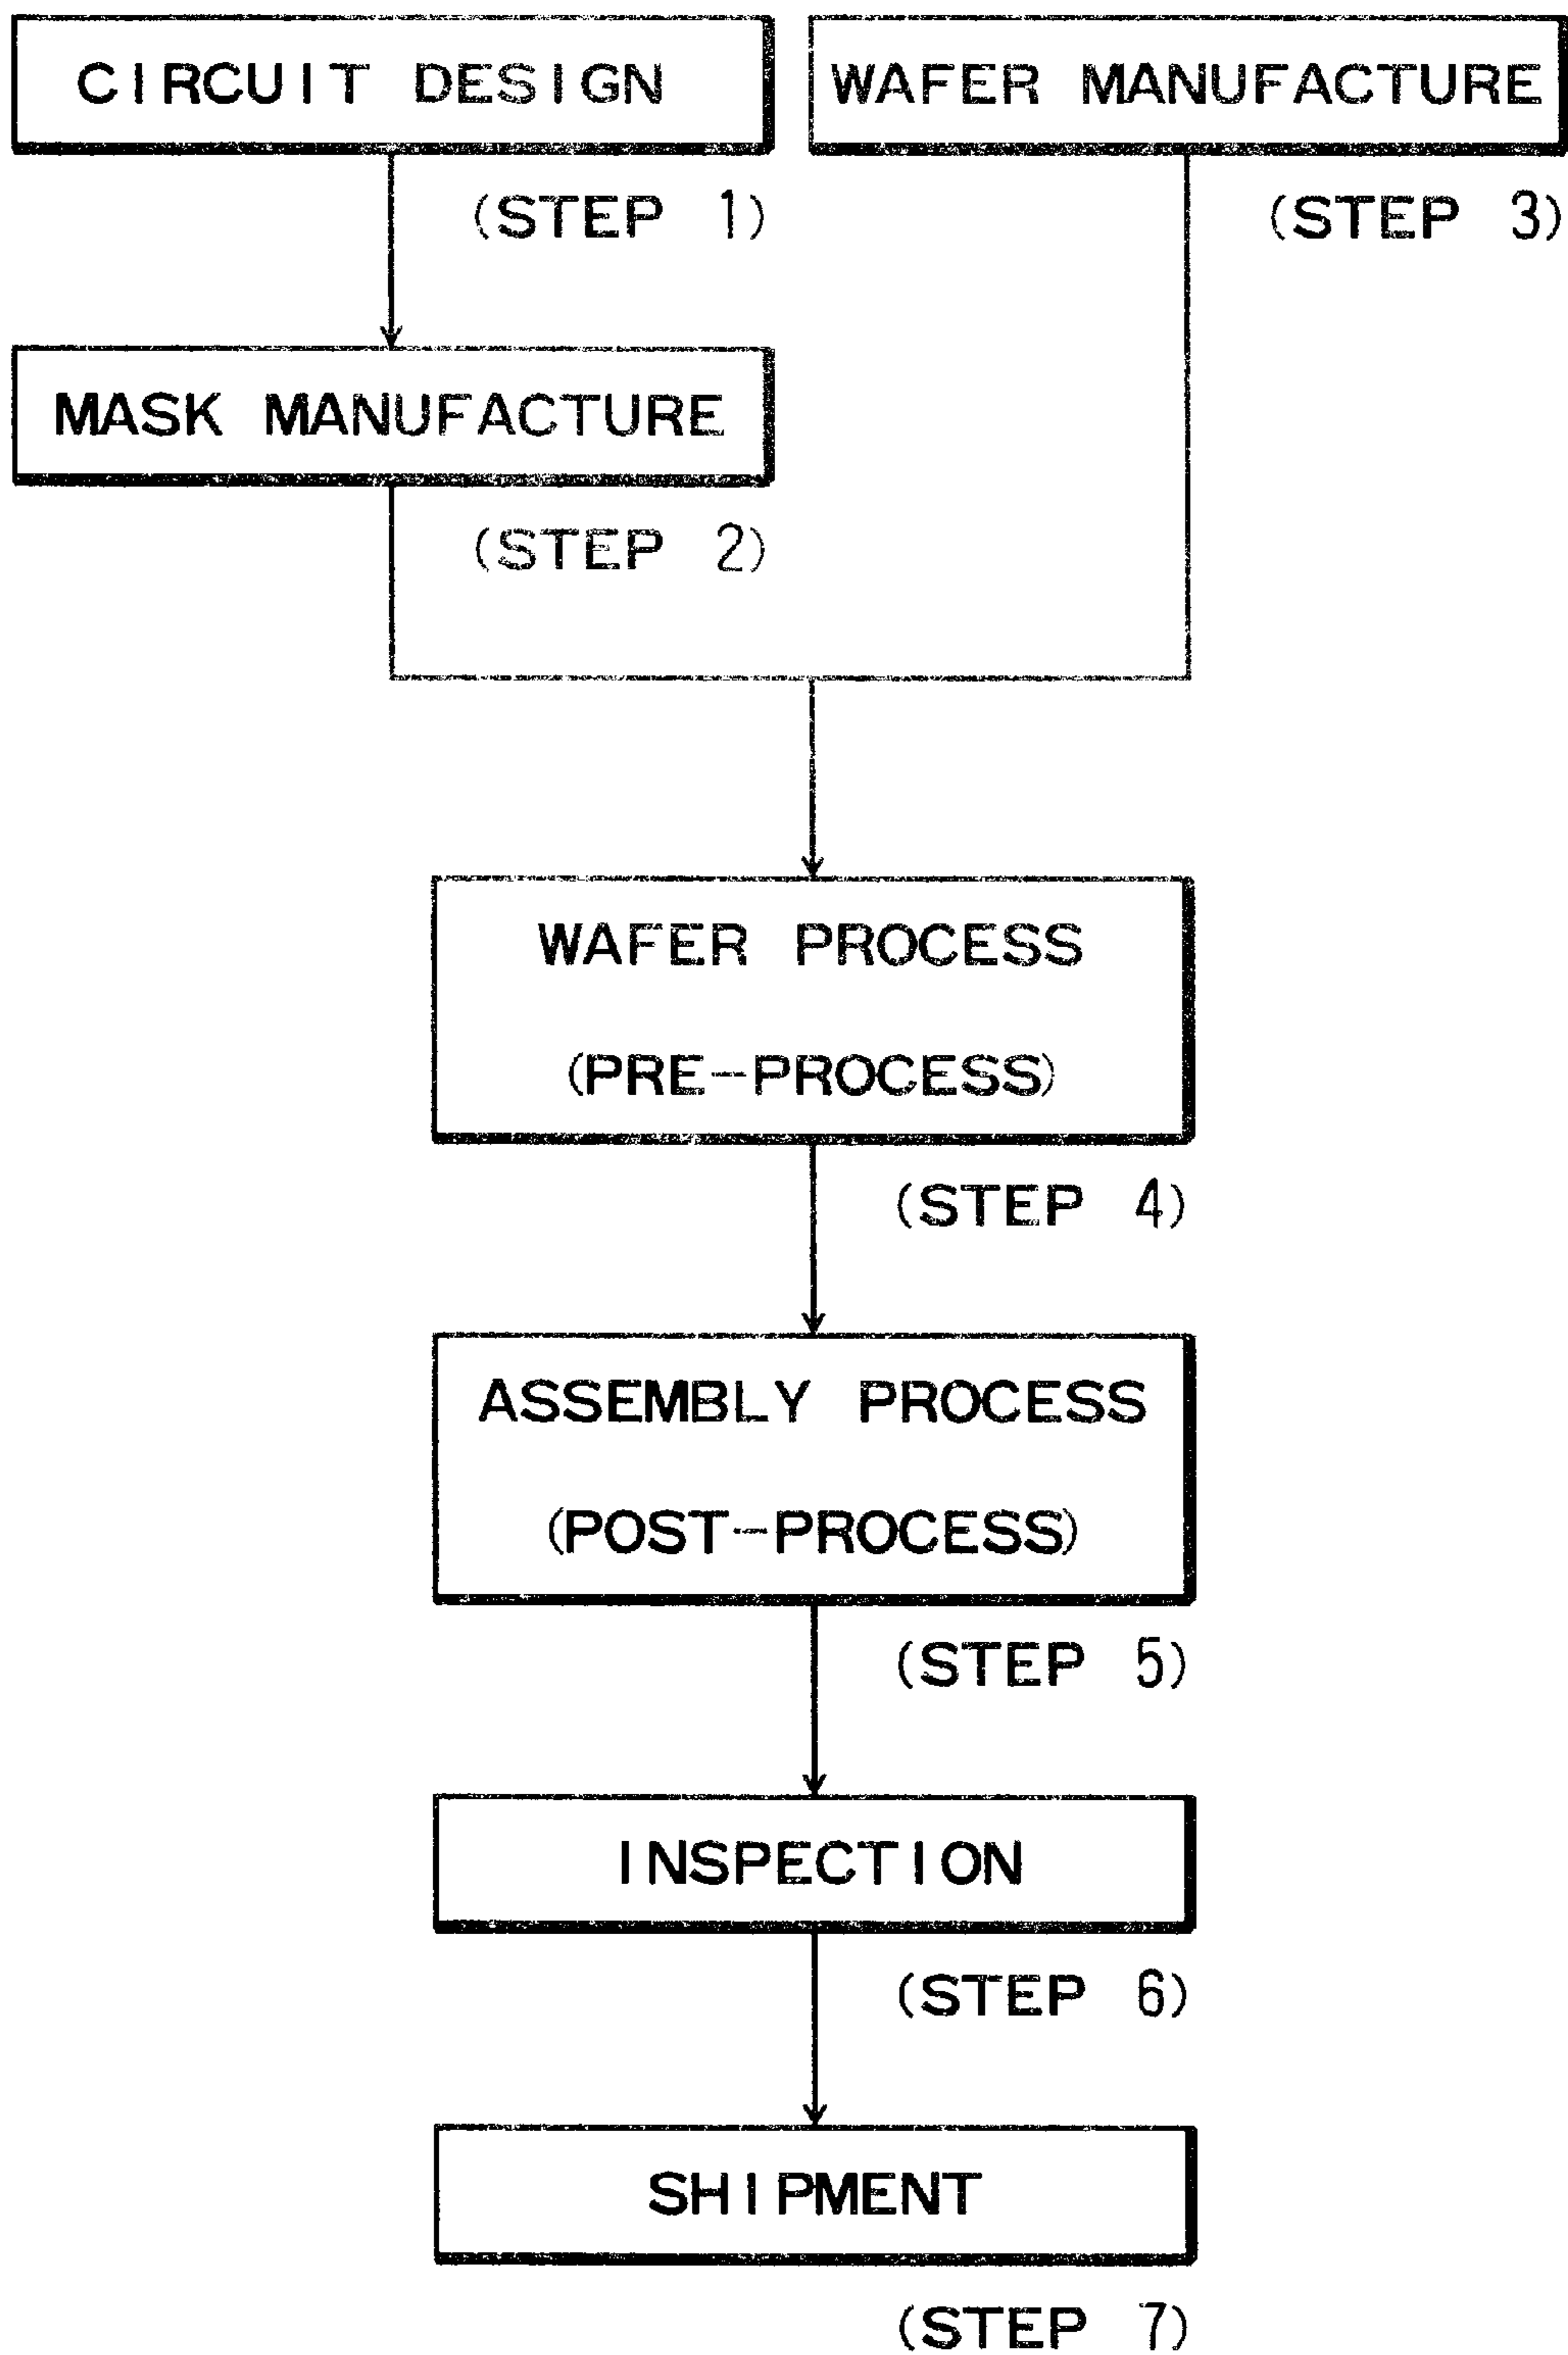 CIRCUIT DESIGN
WAFER MANUFACTURE
(STEP 1)
(STEP 3)
MASK MANUFACTURE
(STEP 2)
WAFER PROCESS
(PRE-PROCESS)
(STEP 4)
ASSEMBLY PROCESS
(POST-PROCESS)
(STEP 5)
INSPECTION
(STEP 6)
SHIPMENT
(STEP 7)